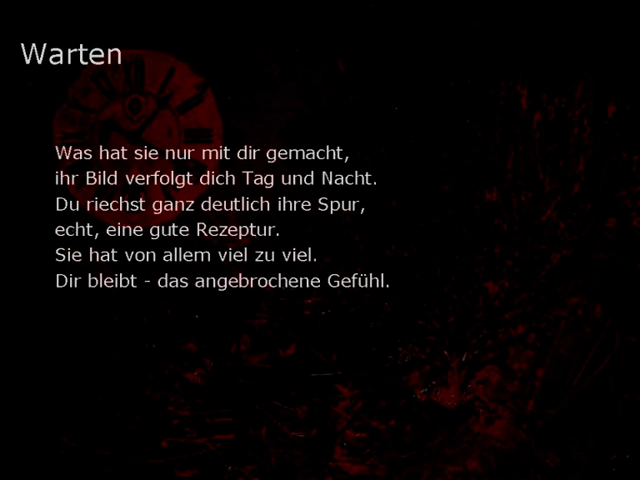 Warten
Was hat sie nur mit dir gemacht,
ihr Bild verfolgt dich Tag und Nacht.
Du riechst ganz deutlich ihre Spur,
echt, eine gute Rezeptur.
Sie hat von allem viel zu viel.
Dir bleibt - das angebrochene Gefühl.